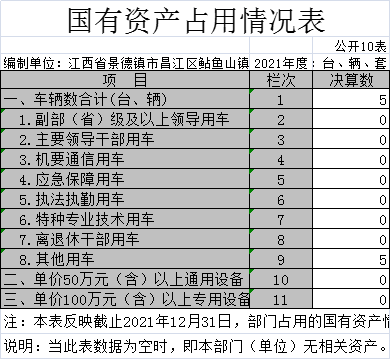 国有资产占用情况表
公开10表
编制单位：江西省景德镇市昌江区鲇鱼山镇 2021年度：台、辆、套
项 目 栏次 决算数
一、车辆数合计(台、辆) 1 5
1.副部（省）级及以上领导用车 2 0
2.主要领导干部用车 3 0
3.机要通信用车 4 0
4.应急保障用车 5 0
5.执法执勤用车 6 0
6.特种专业技术用车 7 0
7.离退休干部用车 8 0
8.其他用车 9 5
二、单价50万元（含）以上通用设备 10 0
三、单价100万元（含）以上专用设备 11 0
注：本表反映截止2021年12月31日，部门占用的国有资产情
说明：当此表数据为空时，即本部门（单位）无相关资产。